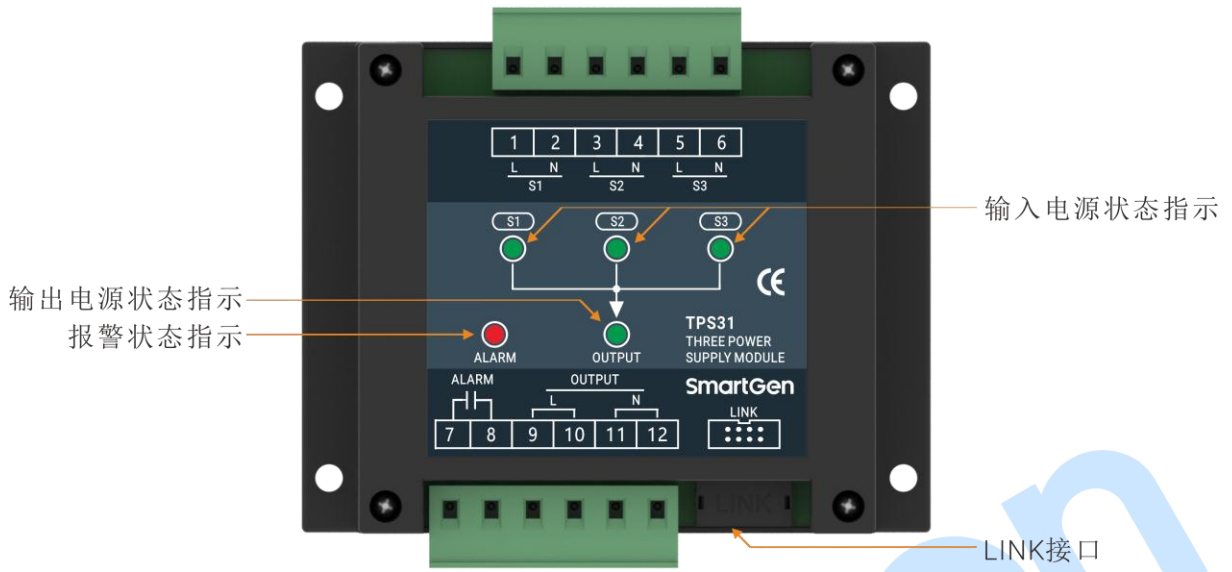 1 2 3 4 5 6
L N L N L N
S1 S2 S3
S1 S2 S3
输入电源状态指示
CE
输出电源状态指示
报警状态指示
ALARM
OUTPUT
TPS31
THREE POWER
SUPPLY MODULE
SmartGen
ALARM
OUTPUT
L N
LINK
7 8 9 10 11 12
LINK
LINK接口